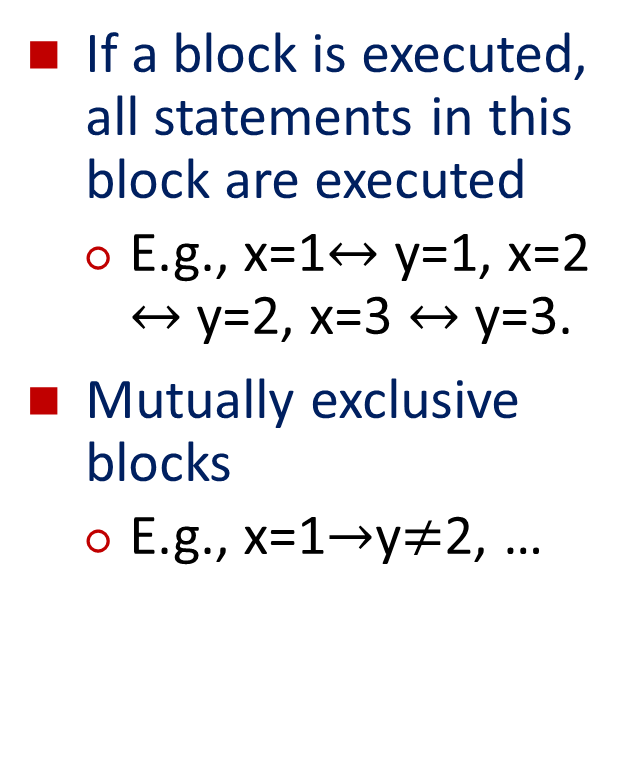 If a block is executed,
all statements in this
block are executed
E.g., x=1↔ y=1, x=2
↔ y=2, x=3 ↔ y=3.
Mutually exclusive
blocks
E.g., x=1→y≠2, ...